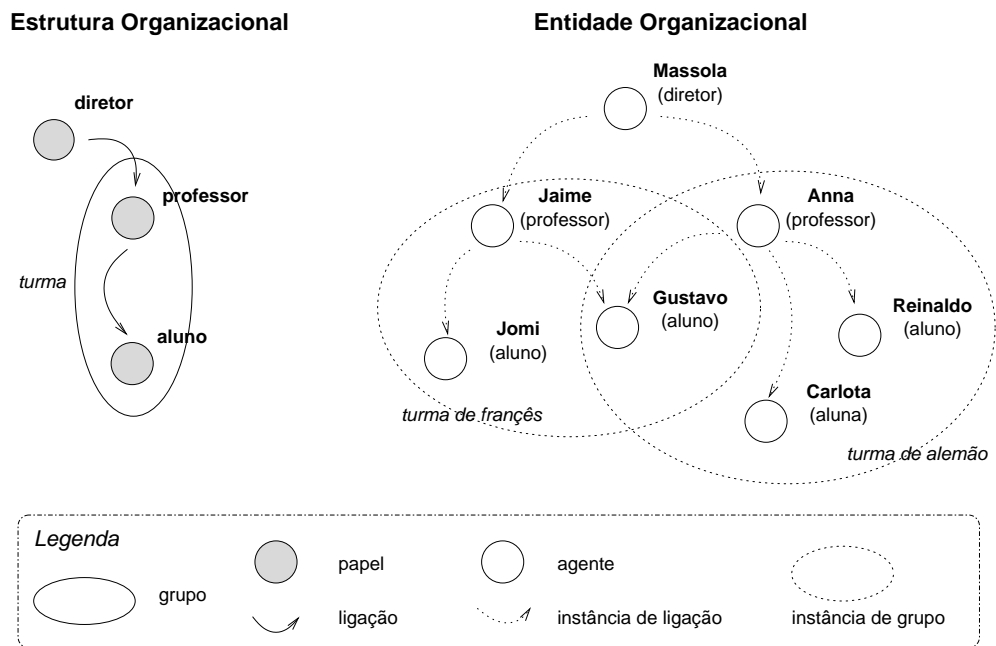 Estrutura Organizacional
Entidade Organizacional
diretor
professor
turma
aluno
Massola
(diretor)
Jaime
(professor)
Anna
(professor)
Jomi
(aluno)
Gustavo
(aluno)
Reinaldo
(aluno)
Carlota
(aluna)
turma de françês
turma de alemão
Legenda
grupo
papel
agente
ligação
instância de ligação
instância de grupo